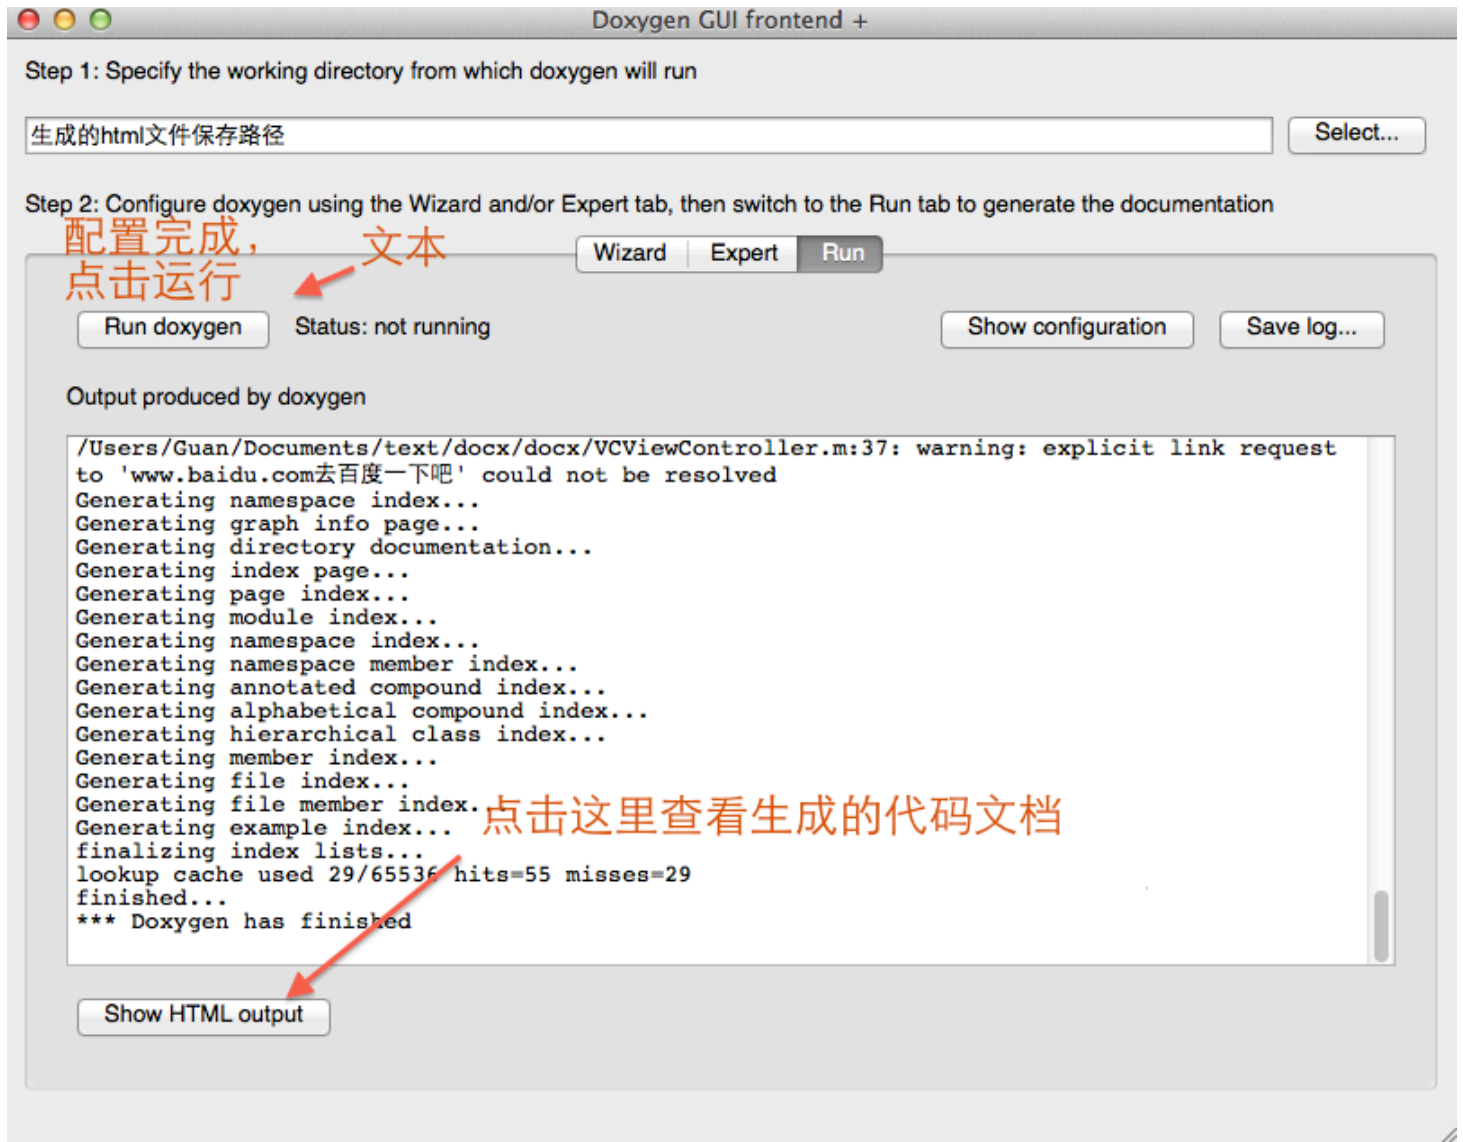 Doxygen GUI frontend +
Step 1: Specify the working directory from which doxygen will run
生成的html文件保存路径
Select...
Step 2: Configure doxygen using the Wizard and/or Expert tab, then switch to the Run tab to generate the documentation
配置完成，
点击运行
文本
Wizard Expert Run
Run doxygen
Status: not running
Show configuration
Save log...
Output produced by doxygen
/Users/Guan/Documents/text/docx/docx/VCViewController.m:37: warning: explicit link request
to 'www.baidu.com去百度一下吧' could not be resolved
Generating namespace index...
Generating graph info page...
Generating directory documentation...
Generating index page...
Generating page index...
Generating module index...
Generating namespace index...
Generating namespace member index...
Generating annotated compound index...
Generating alphabetical compound index...
Generating hierarchical class index...
Generating member index...
Generating file index...
Generating file member index...
Generating example index...
点击这里查看生成的代码文档
finalizing index lists...
lookup cache used 29/65536 hits=55 misses=29
finished...
*** Doxygen has finished
Show HTML output